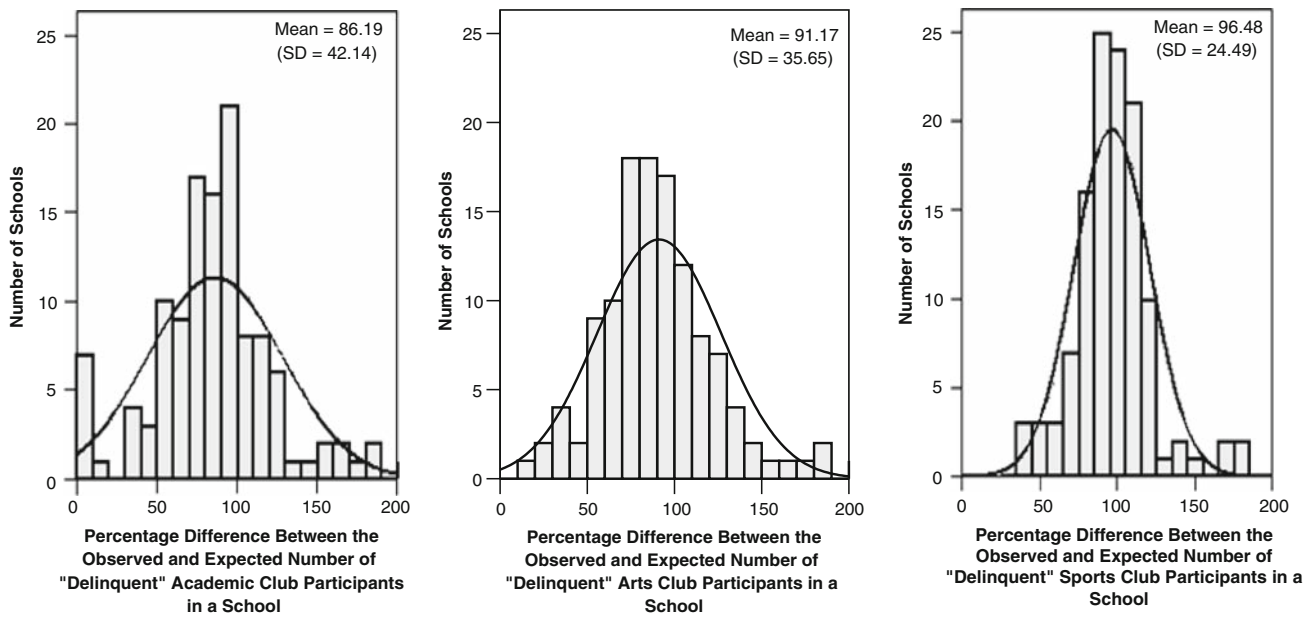 Mean = 86.19
(SD = 42.14)
25
20
15
10
5
0
Number of Schools
0 50 100 150 200
Percentage Difference Between the
Observed and Expected Number of
"Delinquent" Academic Club Participants
in a School
Mean = 91.17
(SD = 35.65)
25
20
15
10
5
0
Number of Schools
0 50 100 150 200
Percentage Difference Between the
Observed and Expected Number of
"Delinquent" Arts Club Participants in a
School
Mean = 96.48
(SD = 24.49)
25
20
15
10
5
0
Number of Schools
0 50 100 150 200
Percentage Difference Between the
Observed and Expected Number of
"Delinquent" Sports Club Participants in a
School